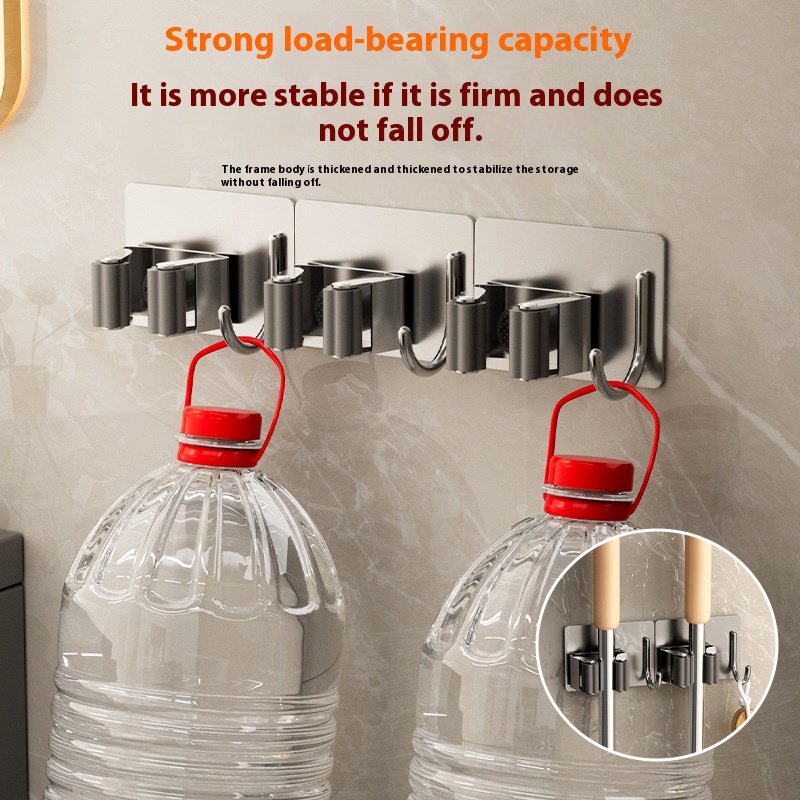 Strong load-bearing capacity
It is more stable if it is firm and does
not fall off.
The frame body is thickened and thickened to stabilize the storage
without falling off.